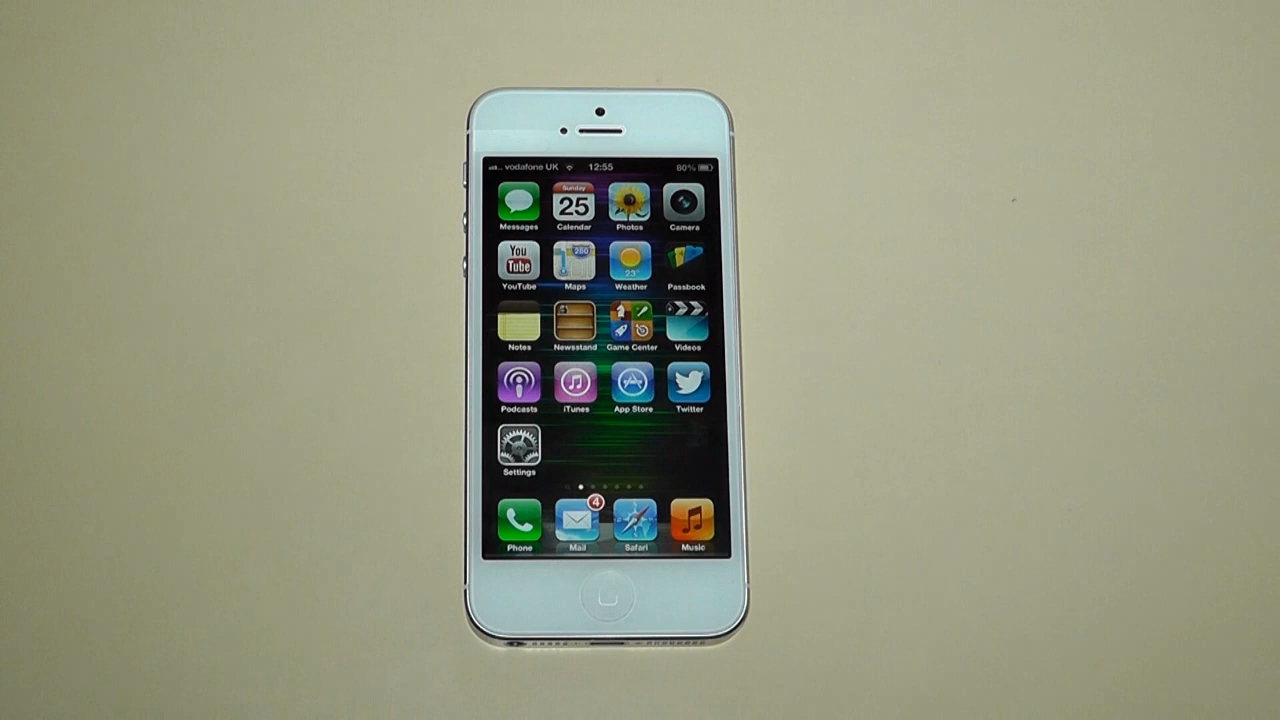 vodafone UK 12:55 80%
Sunday
25
280
You
Tube
23°
Messages Calendar Photos Camera
YouTube Maps Weather Passbook
Notes Newsstand Game Center Videos
Podcasts iTunes App Store Twitter
Settings
4
Phone Mail Safari Music